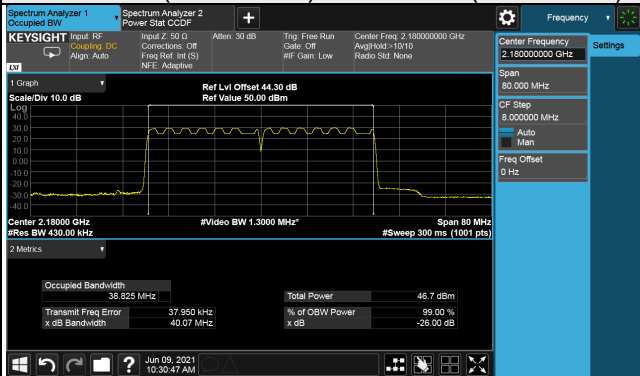 Spectrum Analyzer 1
Occupied BW
Spectrum Analyzer 2
Power Stat CCDF
Frequency
KEYSIGHT
Input: RF
Coupling: DC
Align: Auto
Input Z: 50 Ω
Corrections: Off
Freq Ref: Int (S)
NFE: Adaptive
Atten: 30 dB
Trig: Free Run
Gate: Off
#IF Gain: Low
Center Freq: 2.180000000 GHz
Avg|Hold:>10/10
Radio Std: None
LXI
Center Frequency
2.180000000 GHz
Settings
Span
80.000 MHz
CF Step
8.000000 MHz
Auto
Man
Freq Offset
0 Hz
1 Graph
Scale/Div 10.0 dB
Ref Lvl Offset 44.30 dB
Ref Value 50.00 dBm
Log
40.0
30.0
20.0
10.0
0.00
-10.0
-20.0
-30.0
-40.0
Center 2.18000 GHz
#Res BW 430.00 kHz
#Video BW 1.3000 MHz*
Span 80 MHz
#Sweep 300 ms (1001 pts)
2 Metrics
Occupied Bandwidth
38.825 MHz
Transmit Freq Error 37.950 kHz
x dB Bandwidth 40.07 MHz
Total Power 46.7 dBm
% of OBW Power 99.00 %
x dB -26.00 dB
?
Jun 09, 2021
10:30:47 AM